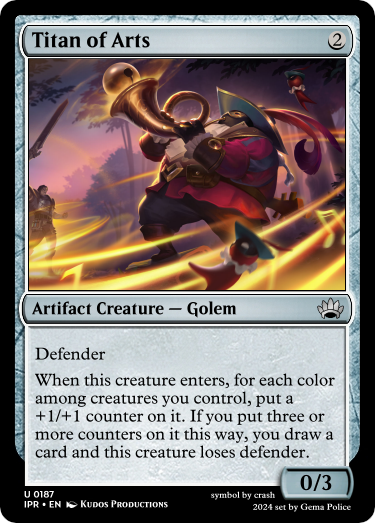 Titan of Arts 2
Artifact Creature — Golem
Defender
When this creature enters, for each color
among creatures you control, put a
+1/+1 counter on it. If you put three or
more counters on it this way, you draw a
card and this creature loses defender.
0/3
U 0187
IPR • EN Kudos Productions
symbol by crash
2024 set by Gema Police